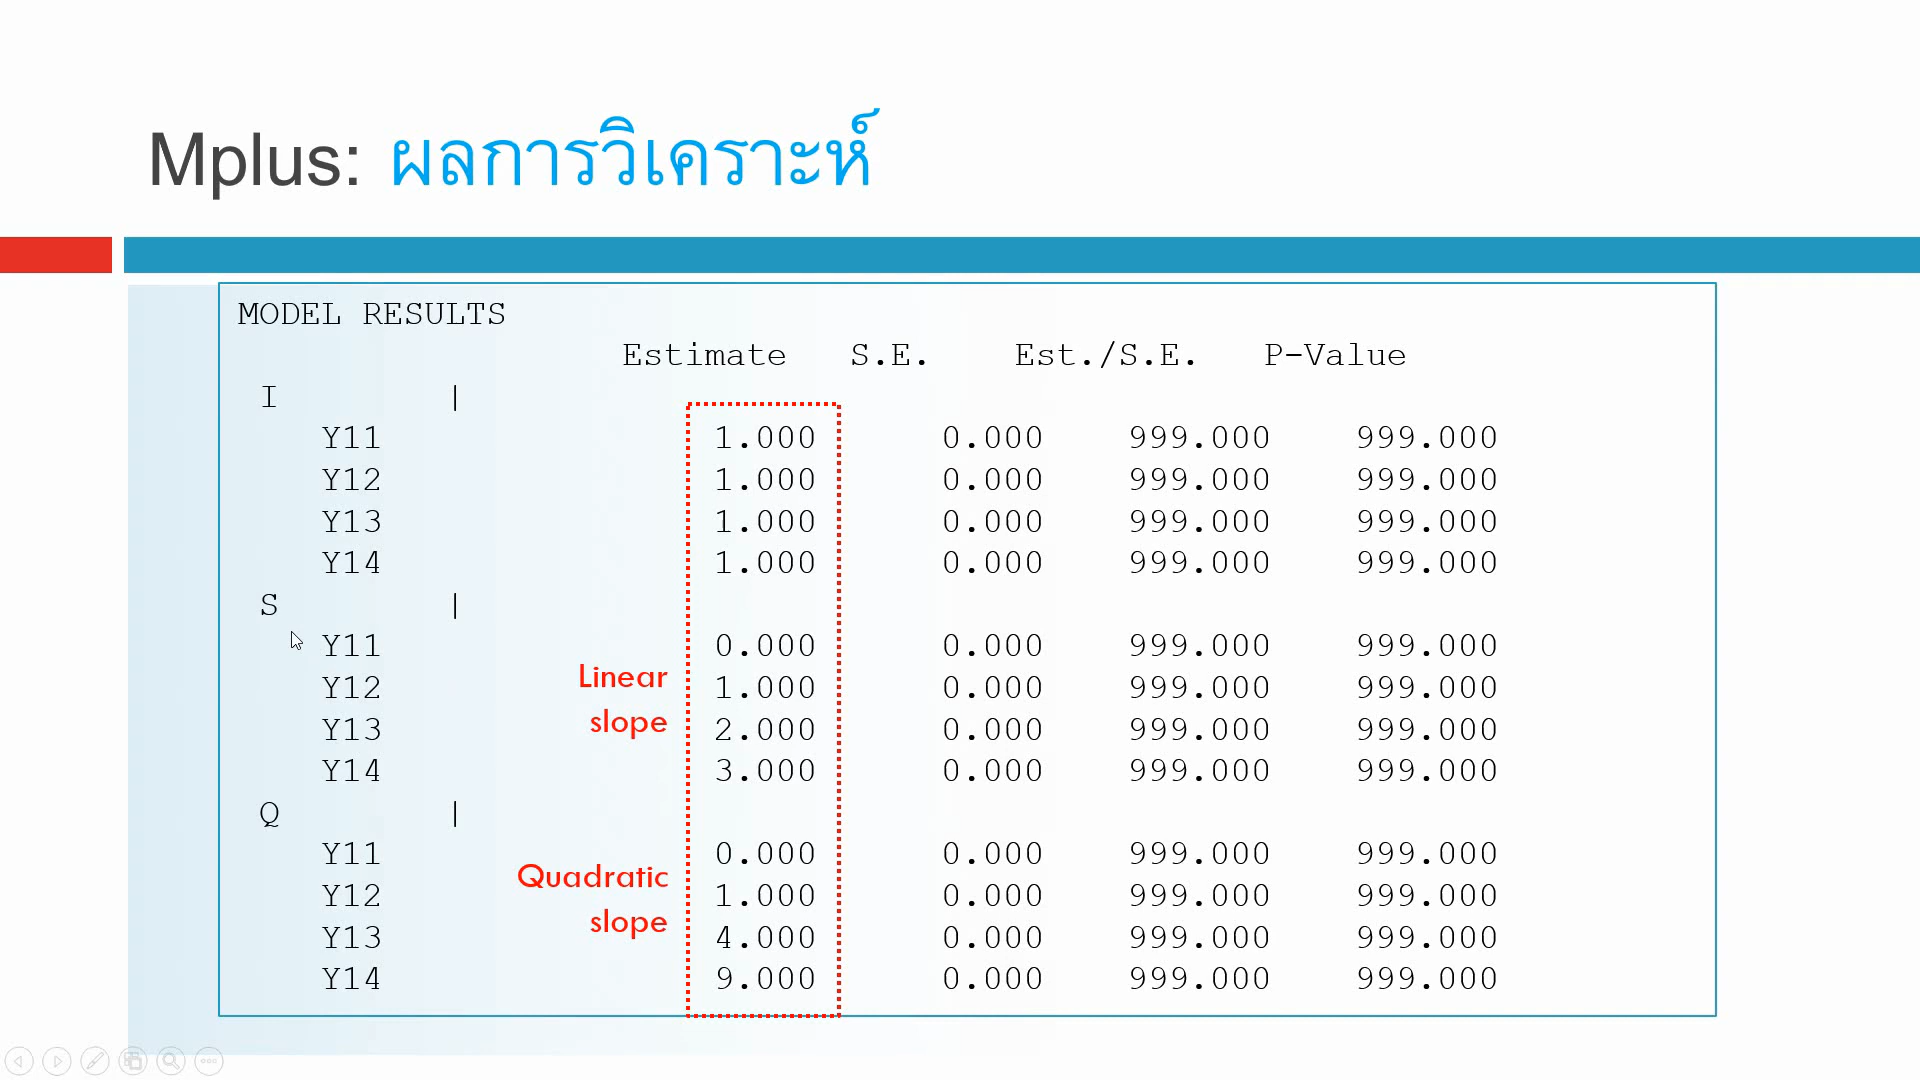 Mplus: ผลการวิเคราะห์
MODEL RESULTS
Estimate S.E. Est./S.E. P-Value
I |
Y11 1.000 0.000 999.000 999.000
Y12 1.000 0.000 999.000 999.000
Y13 1.000 0.000 999.000 999.000
Y14 1.000 0.000 999.000 999.000
S |
Y11 0.000 0.000 999.000 999.000
Linear
Y12 1.000 0.000 999.000 999.000
slope
Y13 2.000 0.000 999.000 999.000
Y14 3.000 0.000 999.000 999.000
Q |
Y11 0.000 0.000 999.000 999.000
Quadratic
Y12 1.000 0.000 999.000 999.000
slope
Y13 4.000 0.000 999.000 999.000
Y14 9.000 0.000 999.000 999.000